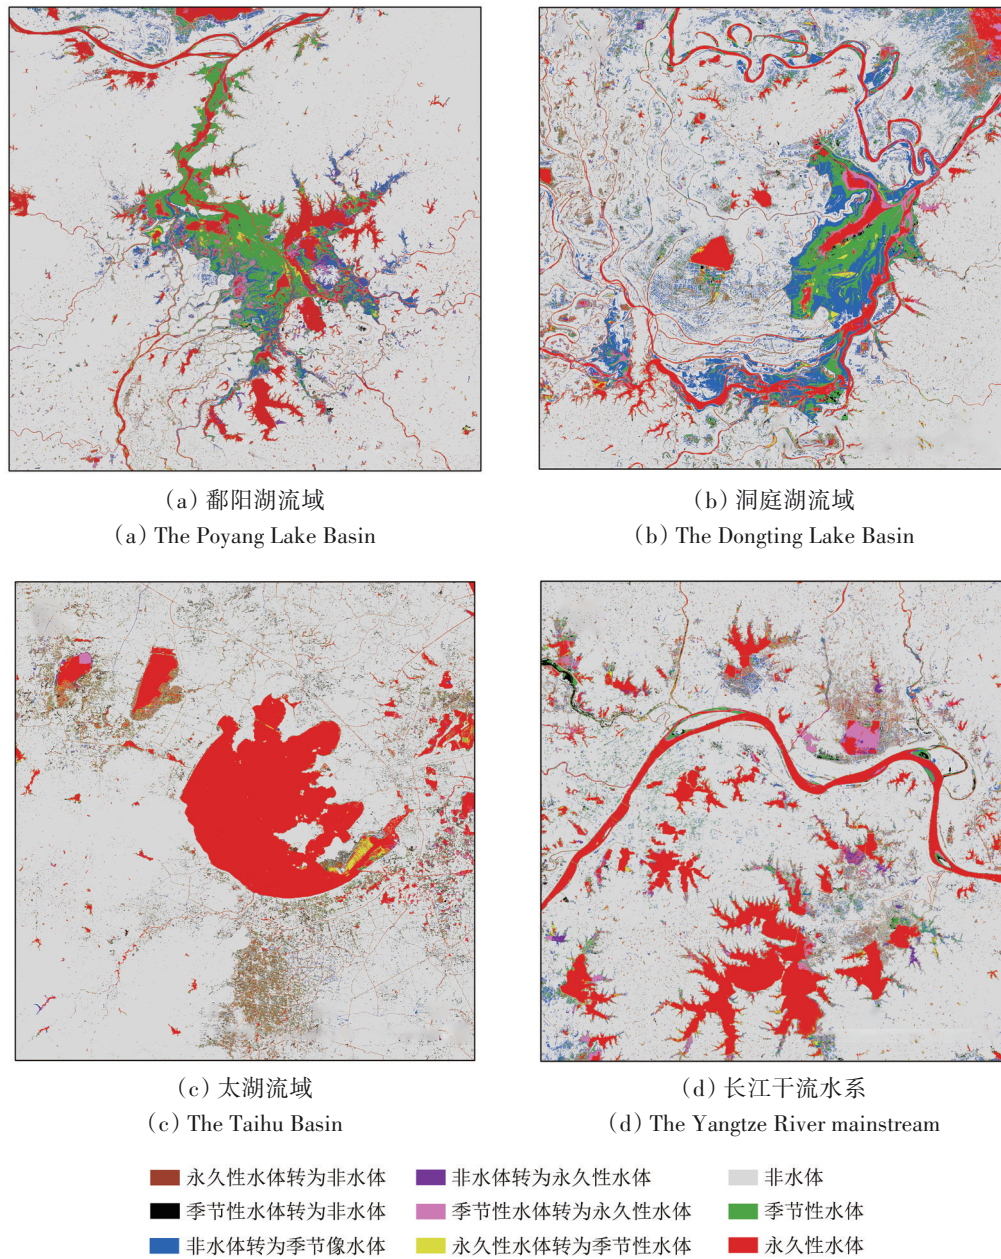 (a) 鄱阳湖流域
(a) The Poyang Lake Basin
(b) 洞庭湖流域
(b) The Dongting Lake Basin
(c) 太湖流域
(c) The Taihu Basin
(d) 长江干流水系
(d) The Yangtze River mainstream
永久性水体转为非水体
非水体转为永久性水体
非水体
季节性水体转为非水体
季节性水体转为永久性水体
季节性水体
非水体转为季节像水体
永久性水体转为季节性水体
永久性水体